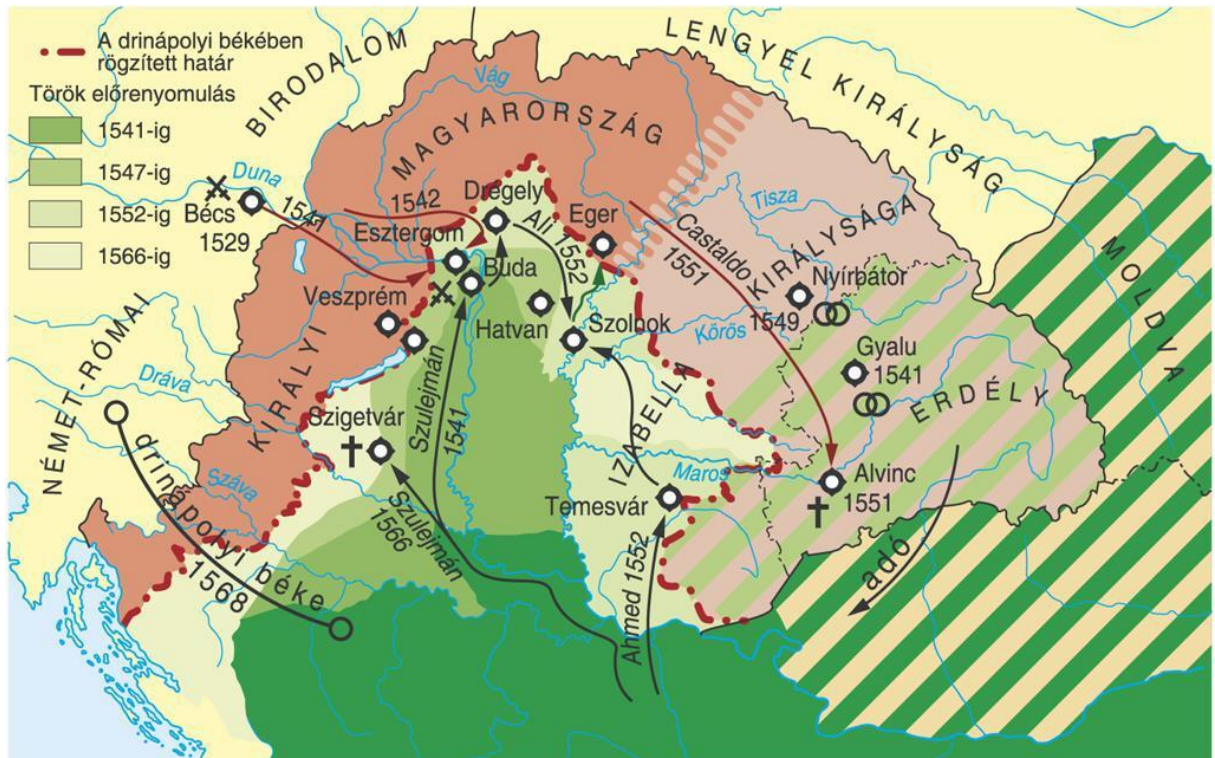 A drinápolyi békében
rögzített határ
Török előrenyomulás
1541-ig
1547-ig
1552-ig
1566-ig
BIRODALOM
NÉMET-RÓMAI
LENGYEL KIRÁLYSÁG
MOLDVA
KIRÁLYI
MAGYARORSZÁG
IZABELLA
KIRÁLYSÁGA
ERDÉLY
Vág
Duna
Tisza
Körös
Maros
Dráva
Száva
Bécs
1529
1541
1542
Drégely
Esztergom
Ali 1552
Eger
Buda
Veszprém
Hatvan
Szolnok
Castaldo
1551
Nyírbátor
1549
Gyalu
1541
Szulejmán
1541
Szigetvár
Szulejmán
1566
Temesvár
Alvinc
1551
Ahmed 1552
adó
drinápolyi béke
1568